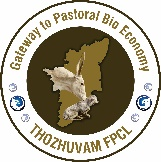 Gateway to Pastoral Bio Economy
THOZHUVAM FPCL